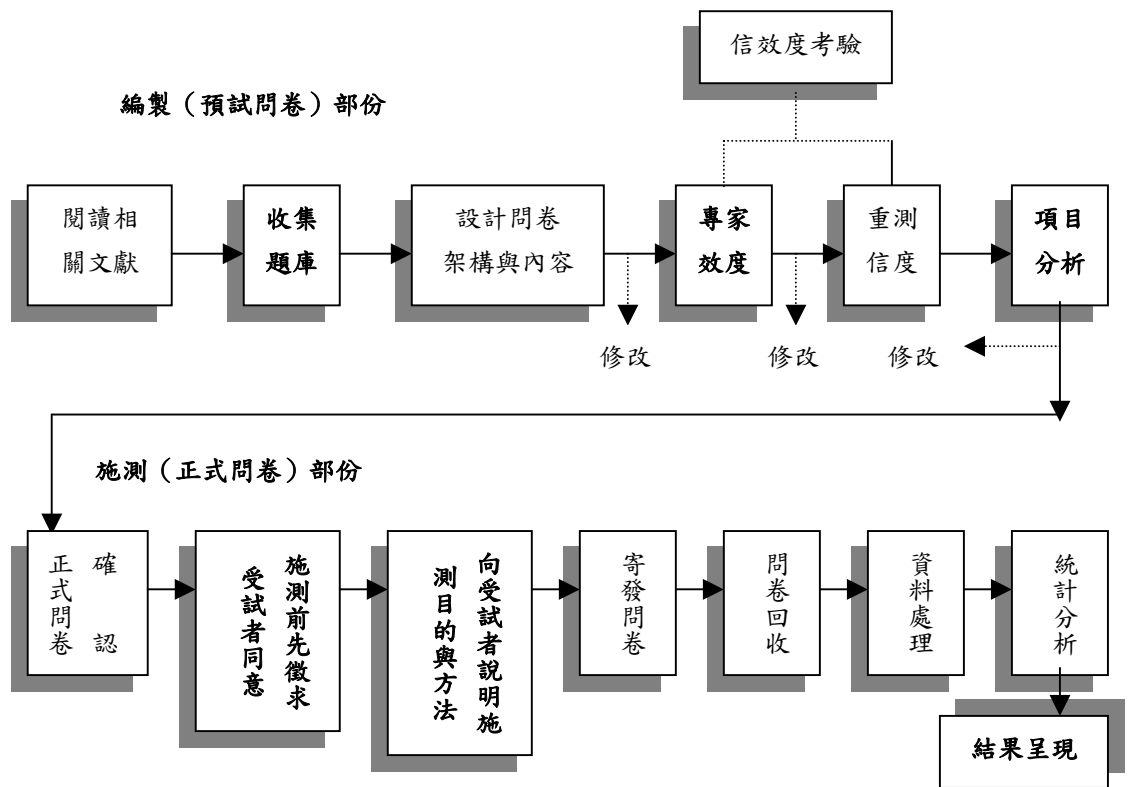 信效度考驗
編製（預試問卷）部份
閱讀相
關文獻
收集
題庫
設計問卷
架構與內容
專家
效度
重測
信度
項目
分析
修改
修改
修改
施測（正式問卷）部份
確認
正式問卷
施測前先徵求
受試者同意
向受試者說明施
測目的與方法
寄發問卷
問卷回收
資料處理
統計分析
結果呈現